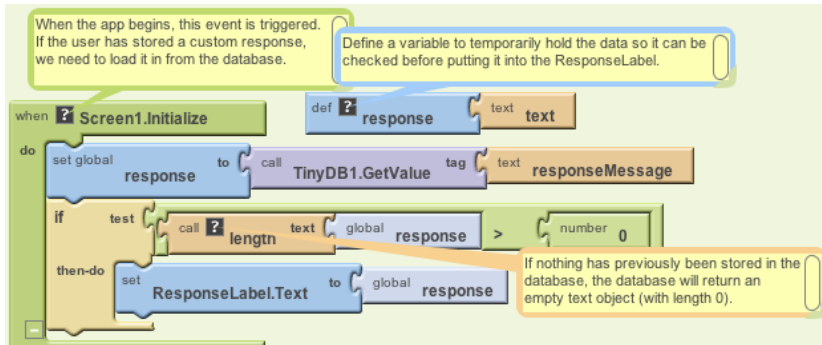 When the app begins, this event is triggered.
If the user has stored a custom response,
we need to load it in from the database.
Define a variable to temporarily hold the data so it can be
checked before putting it into the ResponseLabel.
when ? Screen1.Initialize
def ? response text text
do
set global response to call TinyDB1.GetValue tag text responseMessage
if test call ? length text global response > number 0
then-do set ResponseLabel.Text to global response
If nothing has previously been stored in the
database, the database will return an
empty text object (with length 0).